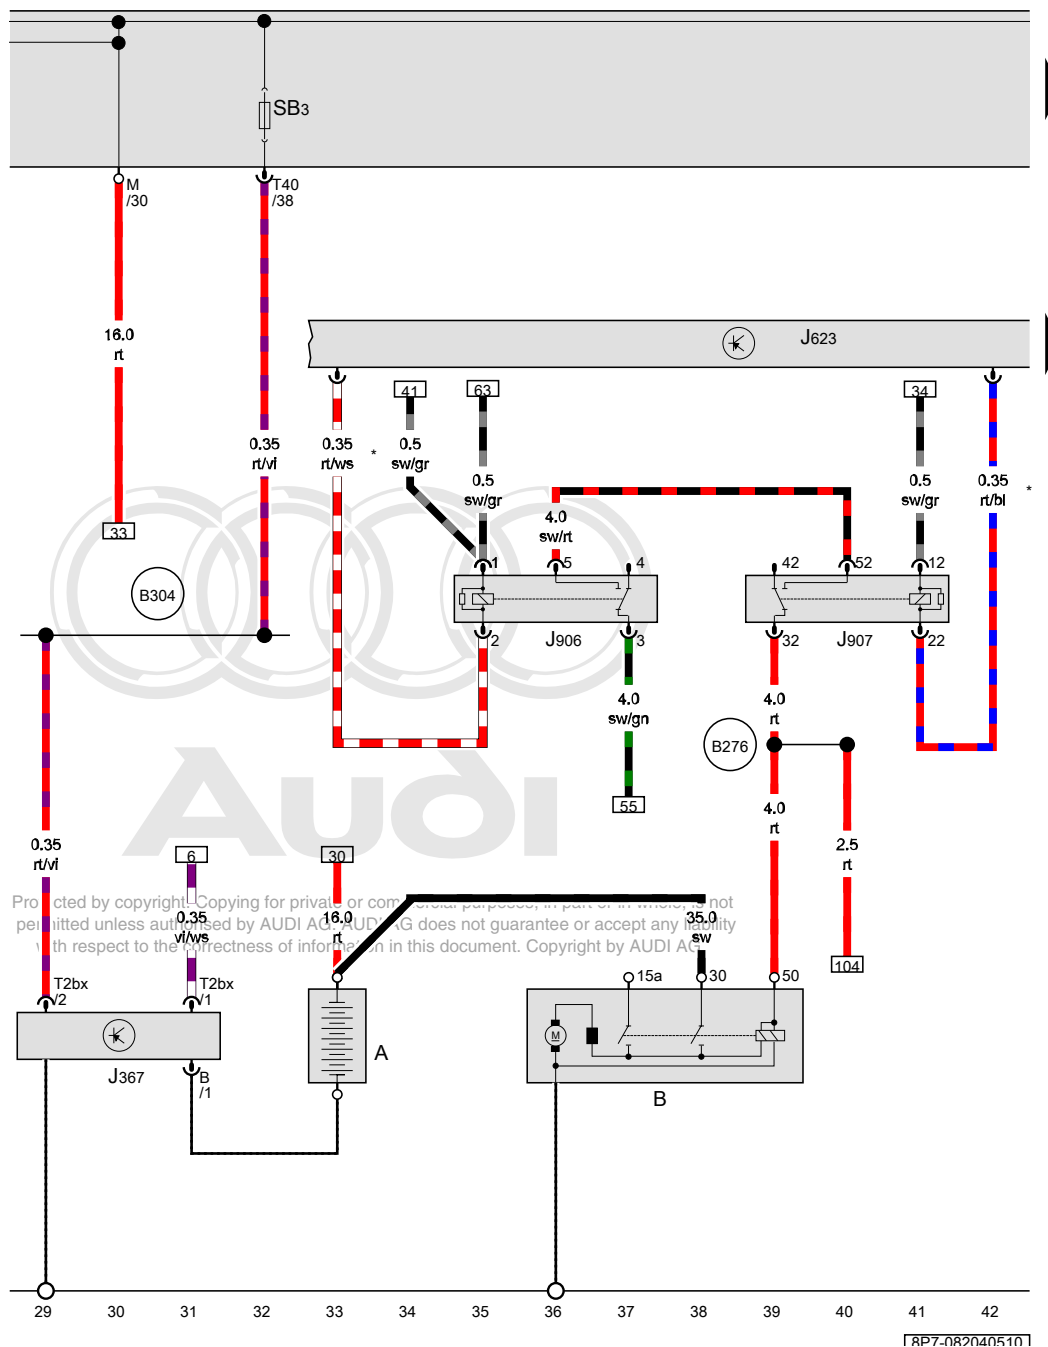 SB3
M
/30
T40
/38
16.0
rt
J623
41
63
34
0.35
rt/vi
0.35
rt/ws
*
0.5
sw/gr
0.5
sw/gr
0.5
sw/gr
0.35
rt/bl
*
4.0
sw/rt
33
B304
1
5
4
42
52
12
2
J906
3
32
J907
22
4.0
sw/gn
4.0
rt
B276
Audi
55
4.0
rt
0.35
rt/vi
6
30
2.5
rt
Protected by copyright. Copying for private or commercial purposes, in part or in whole, is not
permitted unless authorised by AUDI AG. AUDI AG does not guarantee or accept any liability
with respect to the correctness of information in this document. Copyright by AUDI AG.
0.35
vi/ws
16.0
rt
35.0
sw
104
T2bx
/2
T2bx
/1
15a
30
50
M
A
J367
B
/1
B
29 30 31 32 33 34 35 36 37 38 39 40 41 42
8P7-082040510